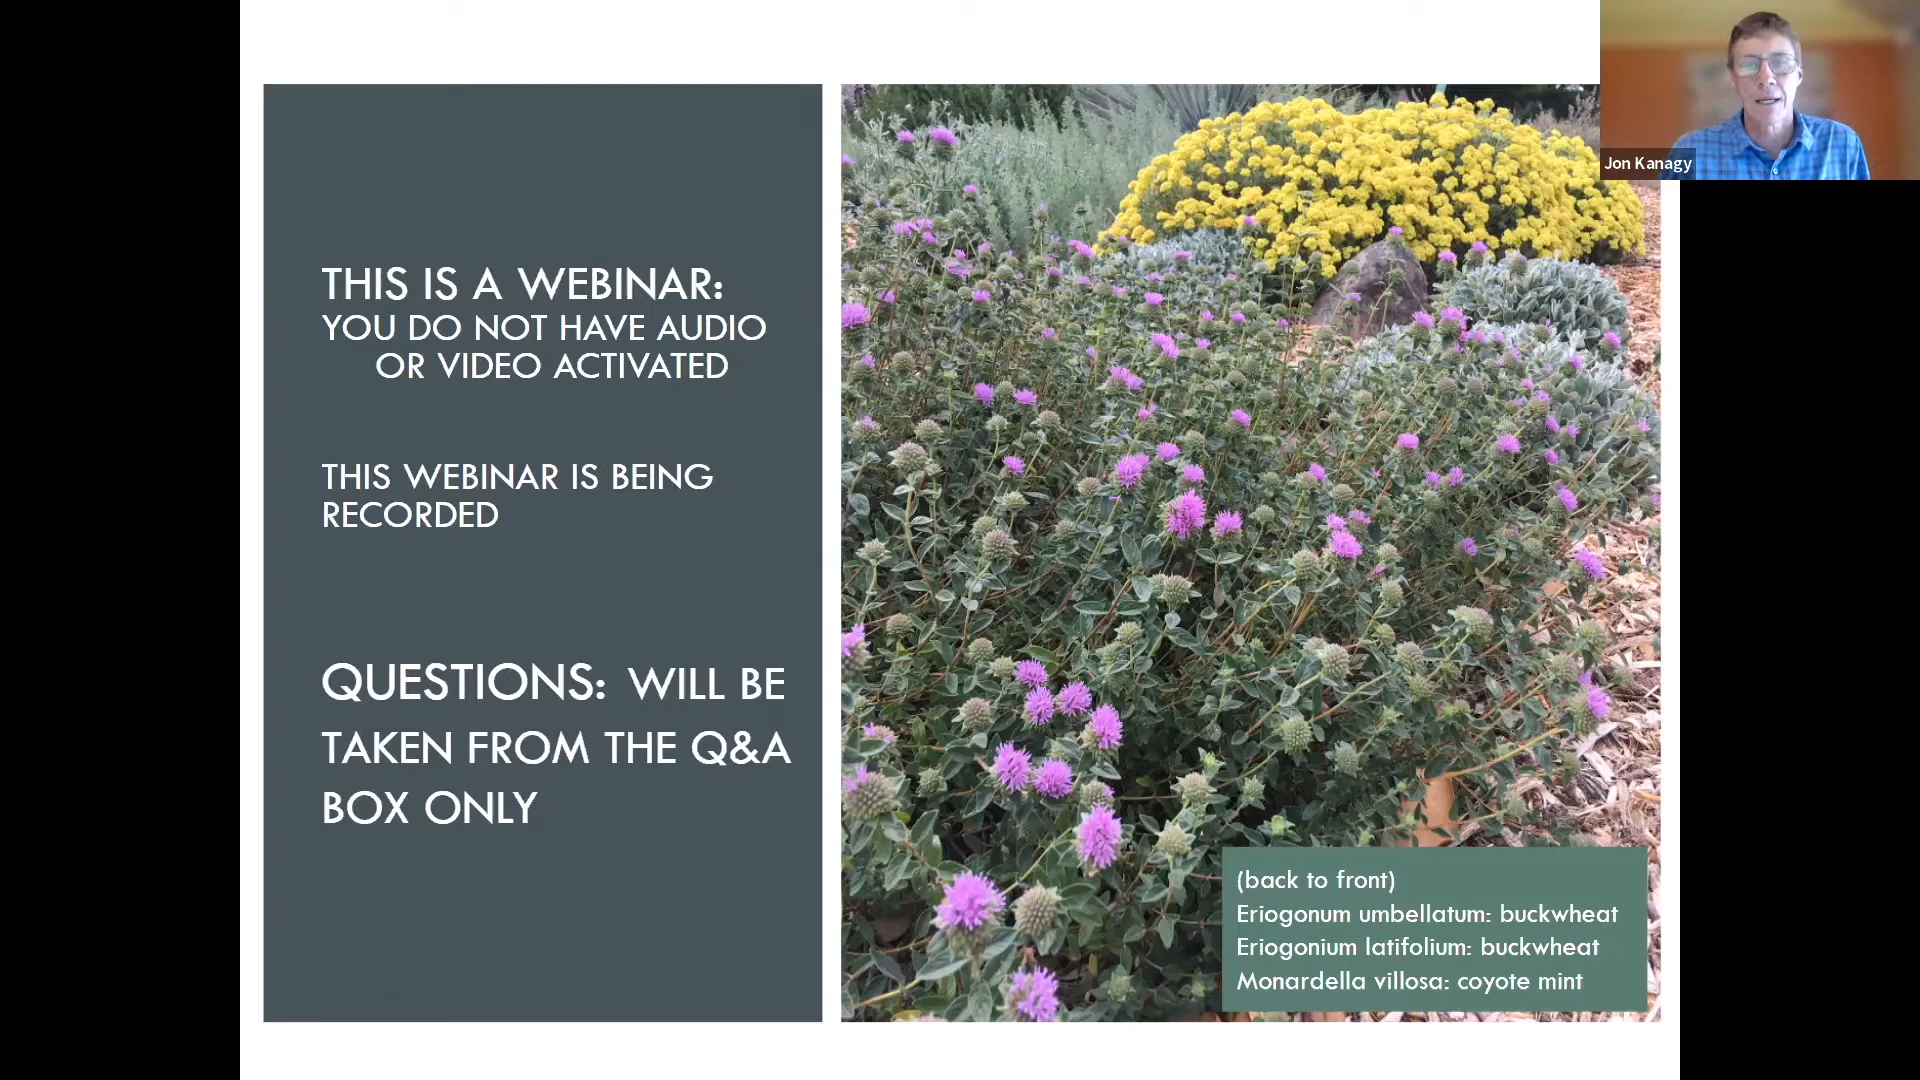 THIS IS A WEBINAR:
YOU DO NOT HAVE AUDIO
OR VIDEO ACTIVATED
THIS WEBINAR IS BEING
RECORDED
QUESTIONS: WILL BE
TAKEN FROM THE Q&A
BOX ONLY
Jon Kanagy
(back to front)
Eriogonum umbellatum: buckwheat
Eriogonium latifolium: buckwheat
Monardella villosa: coyote mint